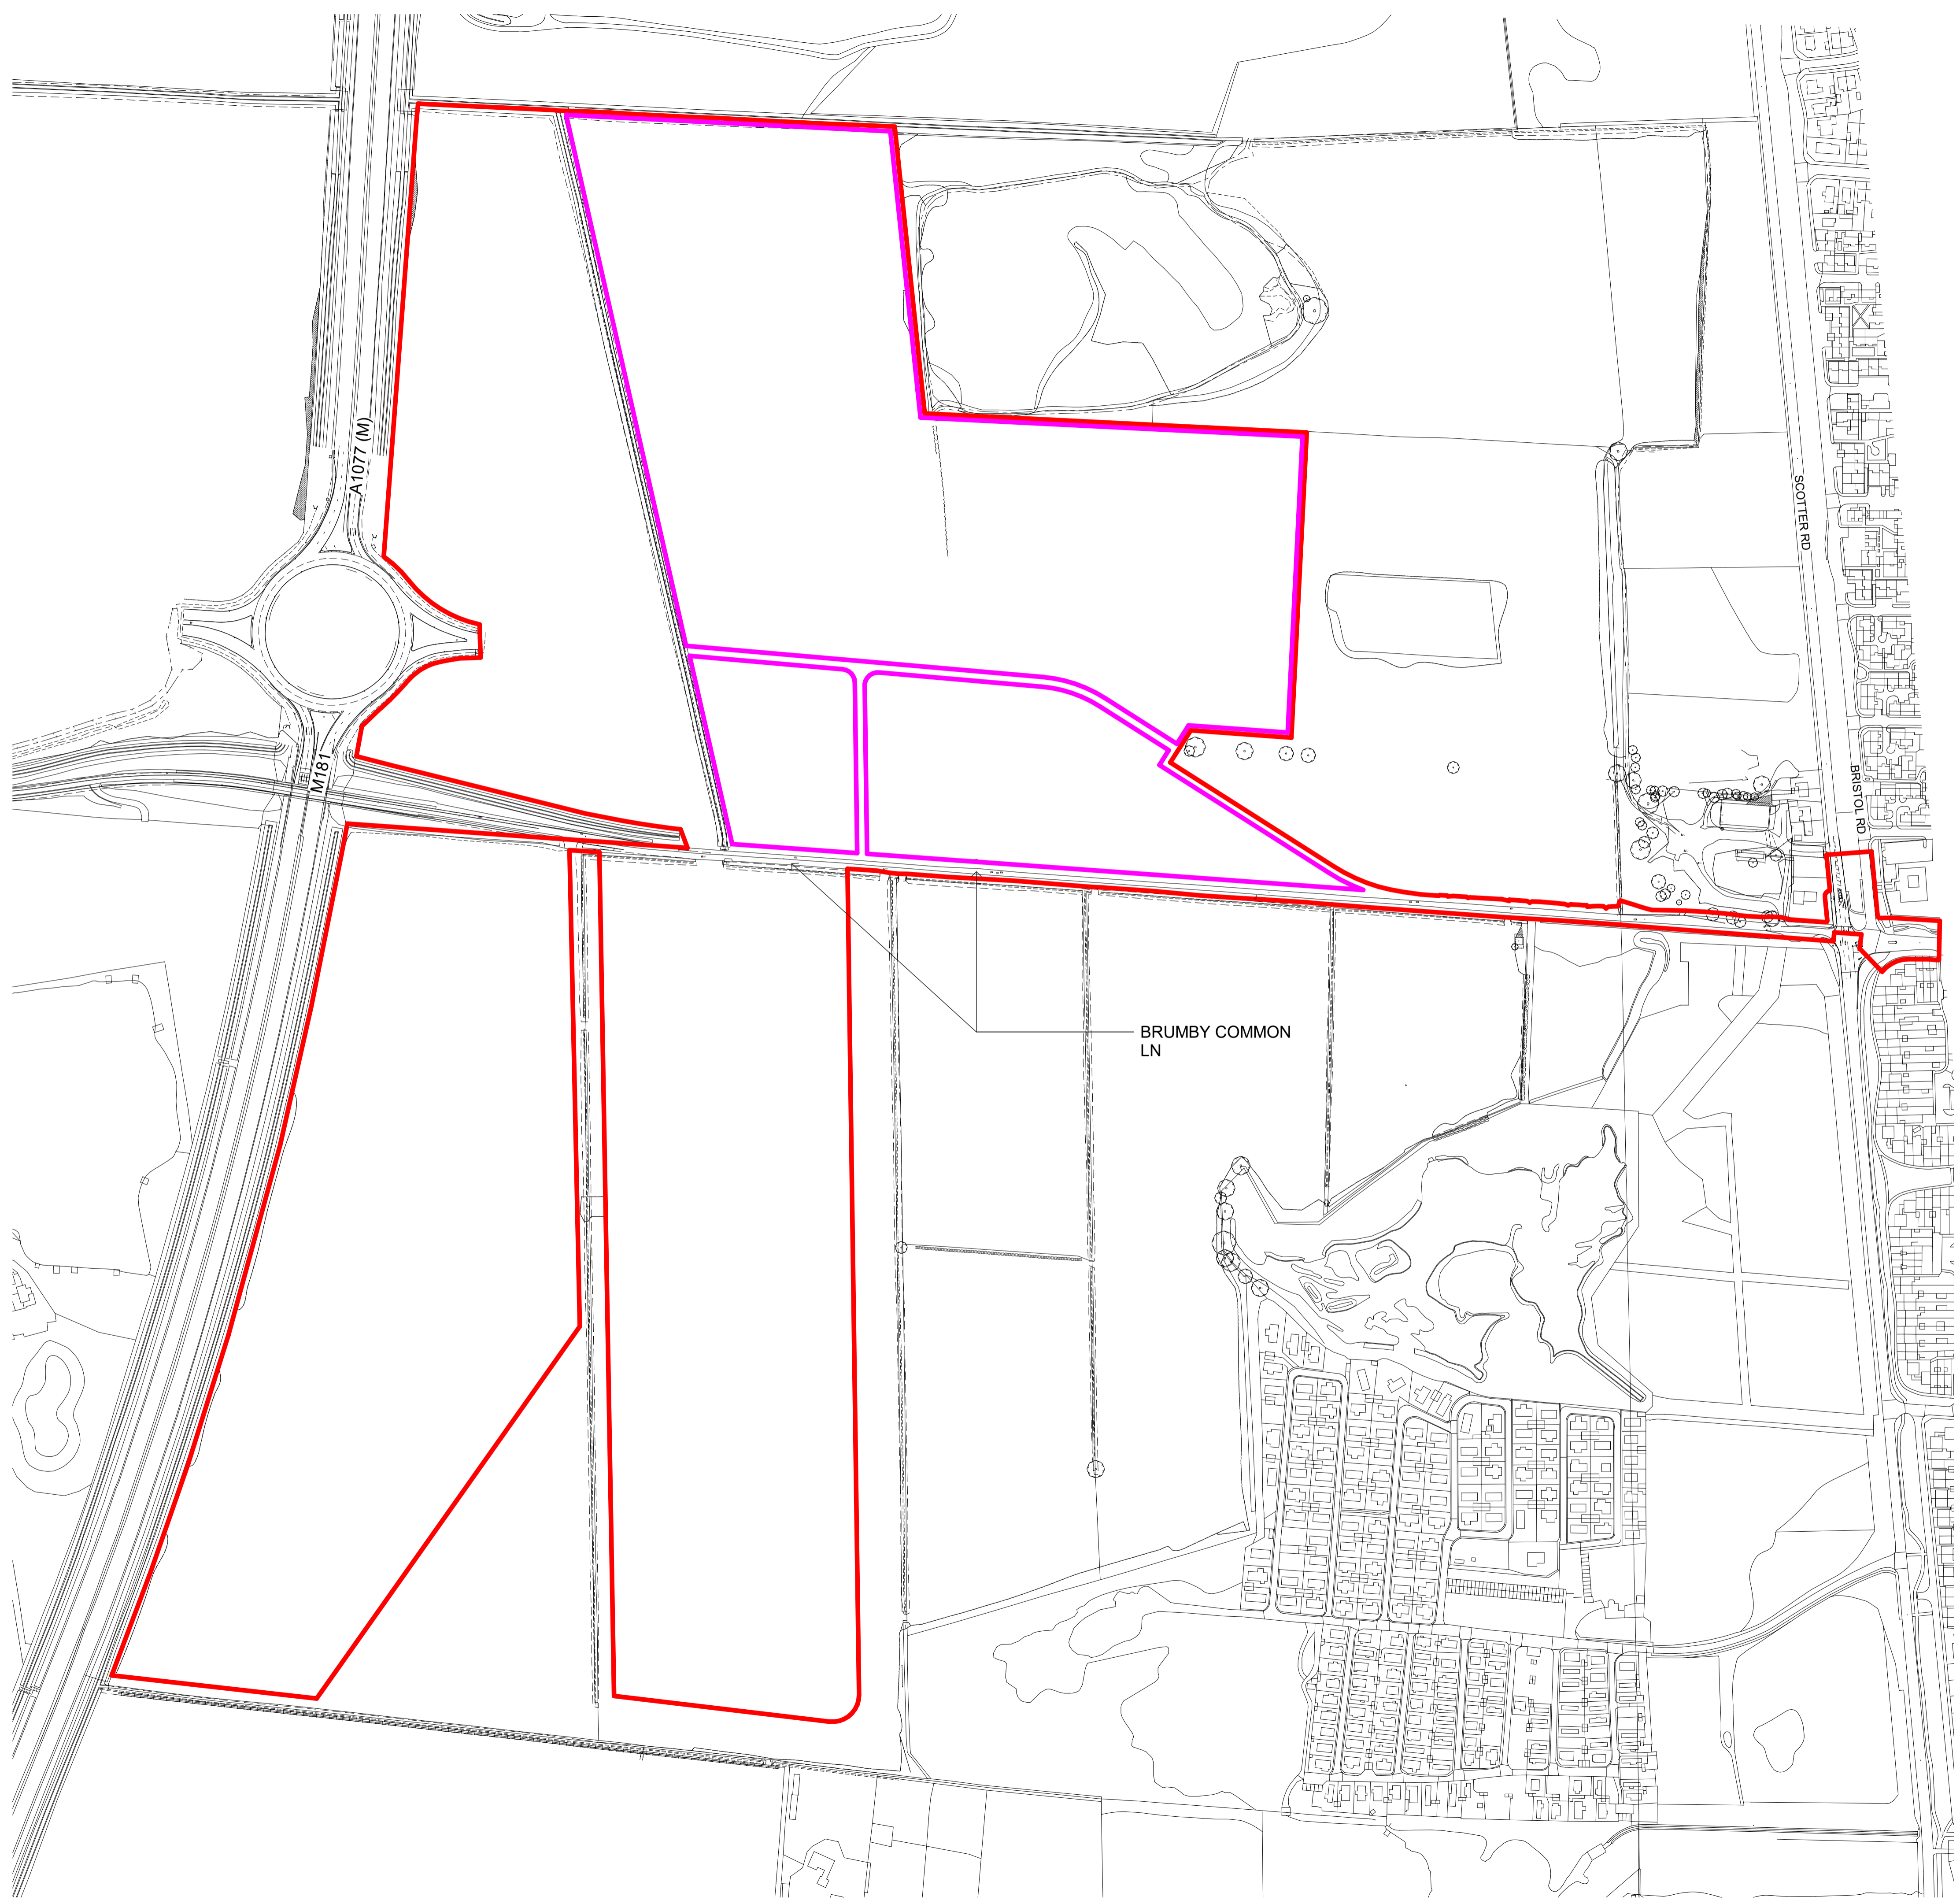 A1077 (M)
SCOTTER RD
M181
BRISTOL RD
BRUMBY COMMON
LN